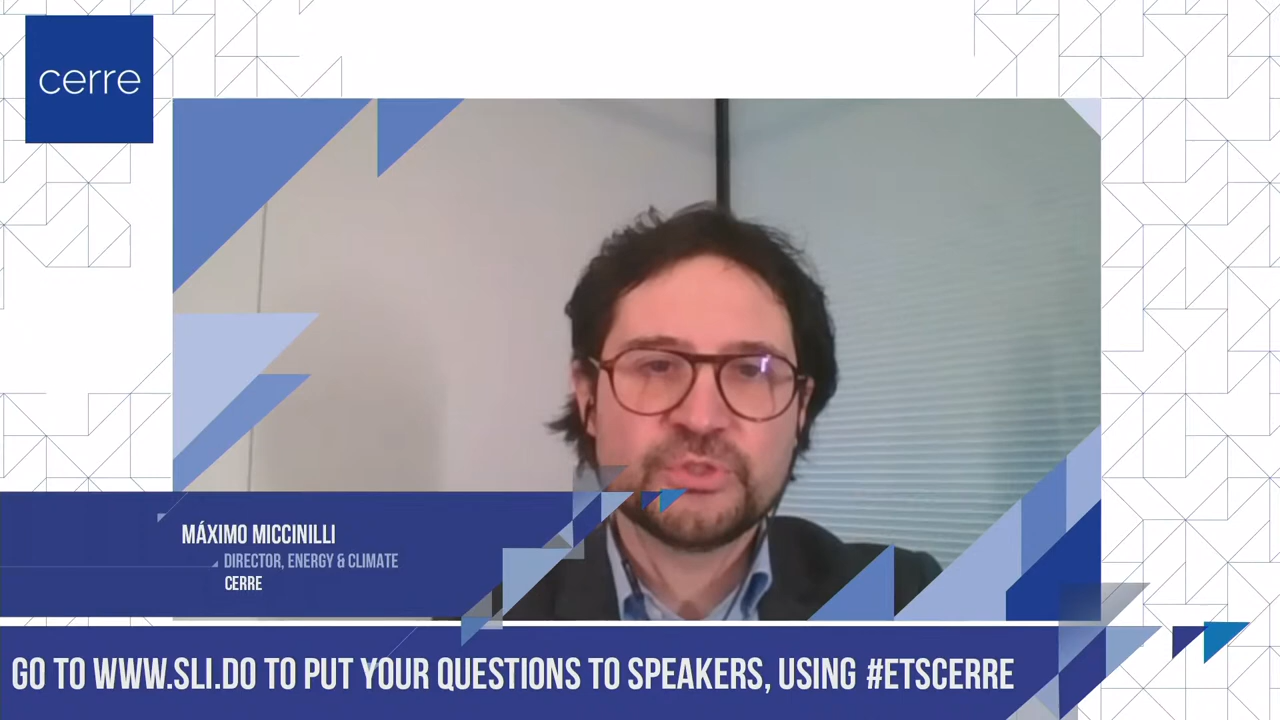 cerre
MÁXIMO MICCINILLI
DIRECTOR, ENERGY & CLIMATE
CERRE
GO TO WWW.SLI.DO TO PUT YOUR QUESTIONS TO SPEAKERS, USING #ETSCERRE